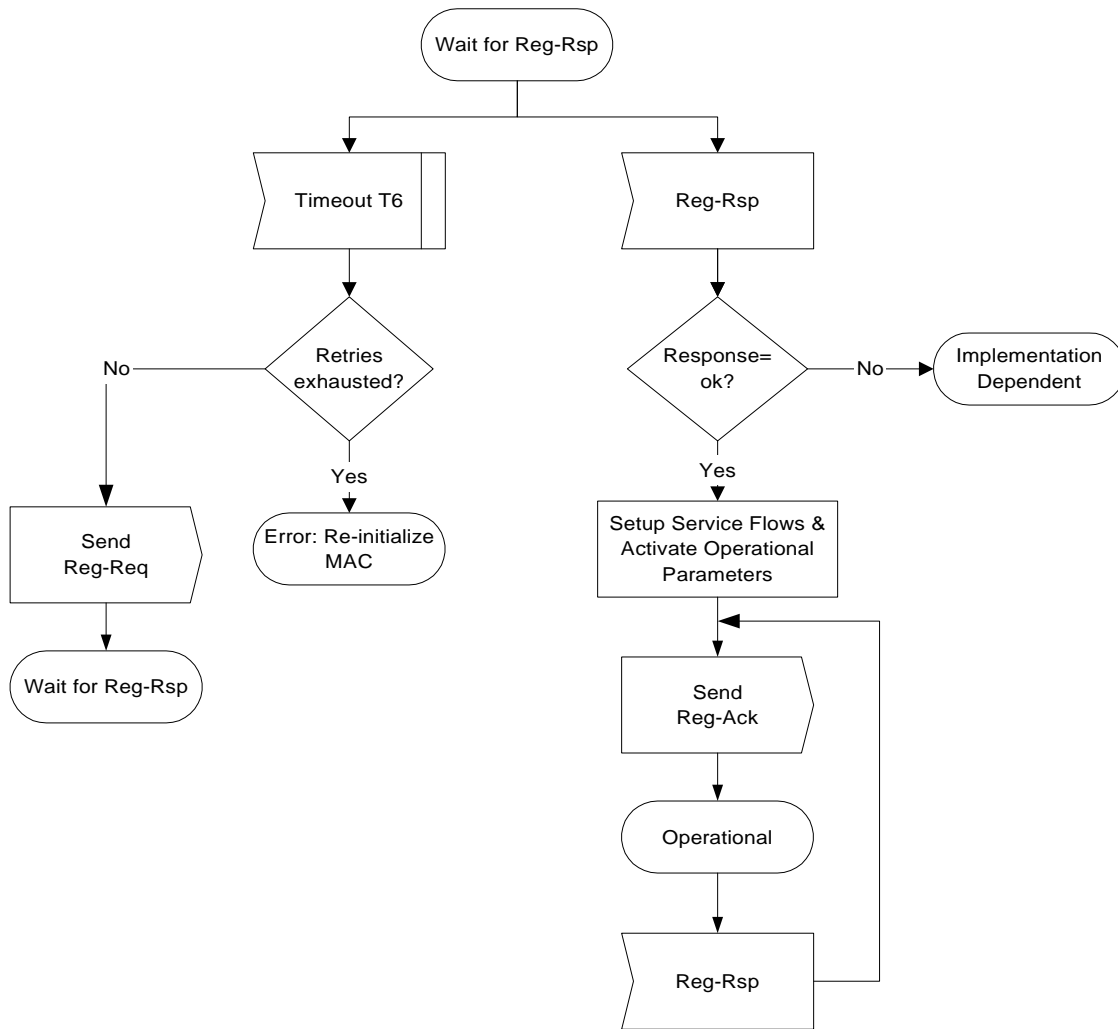 Wait for Reg-Rsp
Timeout T6
Reg-Rsp
Retries
exhausted?
No
Yes
Response=
ok?
No
Implementation
Dependent
Yes
Send
Reg-Req
Error: Re-initialize
MAC
Setup Service Flows &
Activate Operational
Parameters
Wait for Reg-Rsp
Send
Reg-Ack
Operational
Reg-Rsp